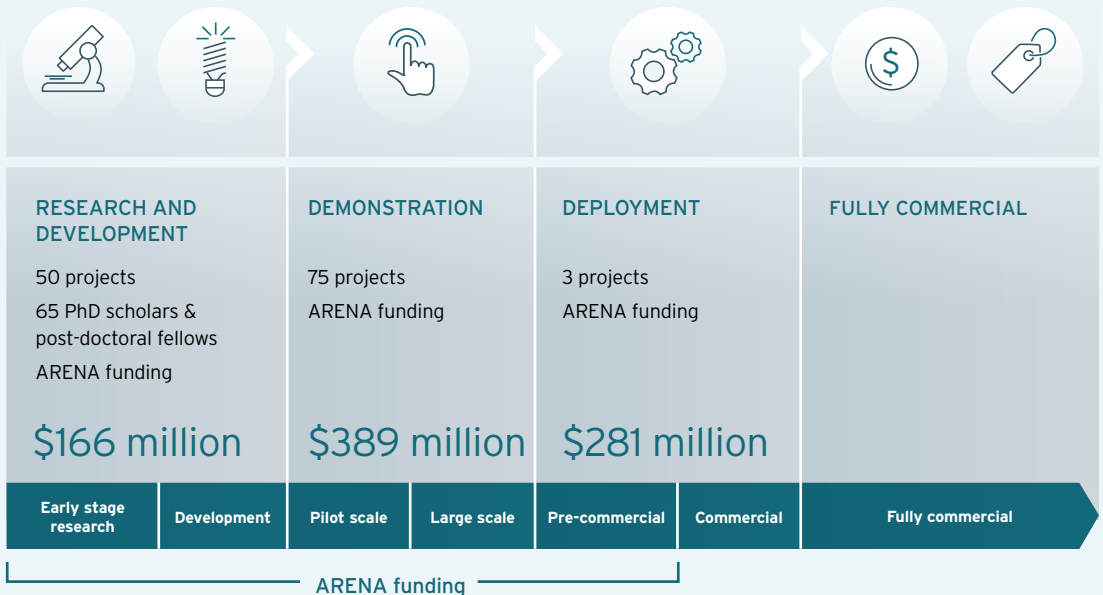 $
RESEARCH AND
DEVELOPMENT
50 projects
65 PhD scholars &
post-doctoral fellows
ARENA funding
$166 million
DEMONSTRATION
75 projects
ARENA funding
$389 million
DEPLOYMENT
3 projects
ARENA funding
$281 million
FULLY COMMERCIAL
Early stage
research
Development
Pilot scale
Large scale
Pre-commercial
Commercial
Fully commercial
ARENA funding